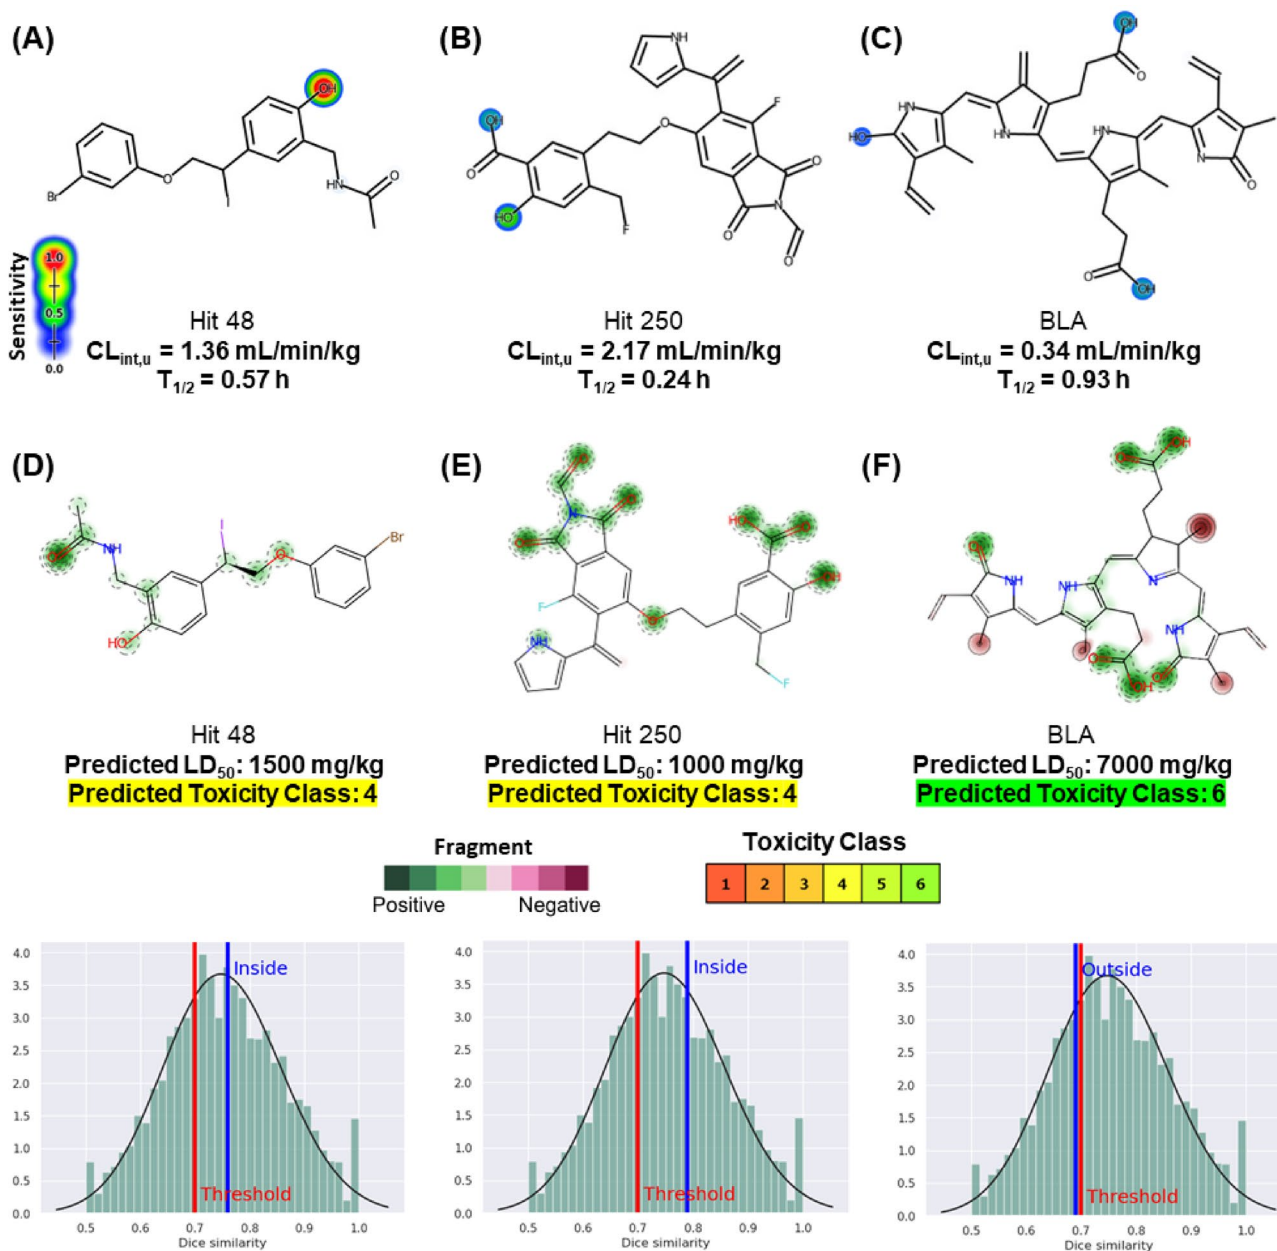 (A)
(B)
(C)
OH
HN
O
O
Br
I
NH
F
O
OH
O
HO
F
O
N
O
O
OH
O
HN
HO
HN
HN
N
O
O
OH
Sensitivity
1.0
0.5
0.0
Hit 48
CLint,u = 1.36 mL/min/kg
T1/2 = 0.57 h
Hit 250
CLint,u = 2.17 mL/min/kg
T1/2 = 0.24 h
BLA
CLint,u = 0.34 mL/min/kg
T1/2 = 0.93 h
(D)
(E)
(F)
O
NH
HO
I
O
Br
O
N
O
O
F
NH
O
HO
O
OH
F
O
OH
O
NH
NH
N
NH
O
OH
O
Hit 48
Predicted LD50: 1500 mg/kg
Predicted Toxicity Class: 4
Hit 250
Predicted LD50: 1000 mg/kg
Predicted Toxicity Class: 4
BLA
Predicted LD50: 7000 mg/kg
Predicted Toxicity Class: 6
Fragment
Positive
Negative
Toxicity Class
1 2 3 4 5 6
4.0
3.5
3.0
2.5
2.0
1.5
1.0
0.5
0.0
Inside
Threshold
0.5 0.6 0.7 0.8 0.9 1.0
Dice similarity
4.0
3.5
3.0
2.5
2.0
1.5
1.0
0.5
0.0
Inside
Threshold
0.5 0.6 0.7 0.8 0.9 1.0
Dice similarity
4.0
3.5
3.0
2.5
2.0
1.5
1.0
0.5
0.0
Outside
Threshold
0.5 0.6 0.7 0.8 0.9 1.0
Dice similarity